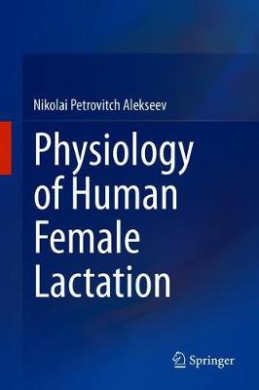 Nikolai Petrovitch Alekseev
Physiology
of Human
Female
Lactation
Springer